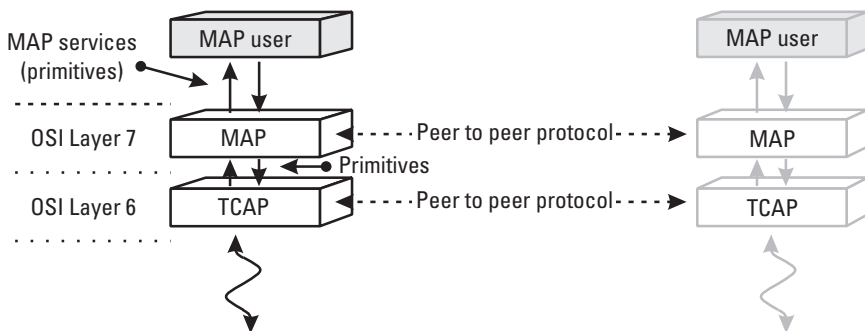 MAP user
MAP user
MAP services
(primitives)
OSI Layer 7
MAP
Peer to peer protocol
MAP
Primitives
OSI Layer 6
TCAP
Peer to peer protocol
TCAP